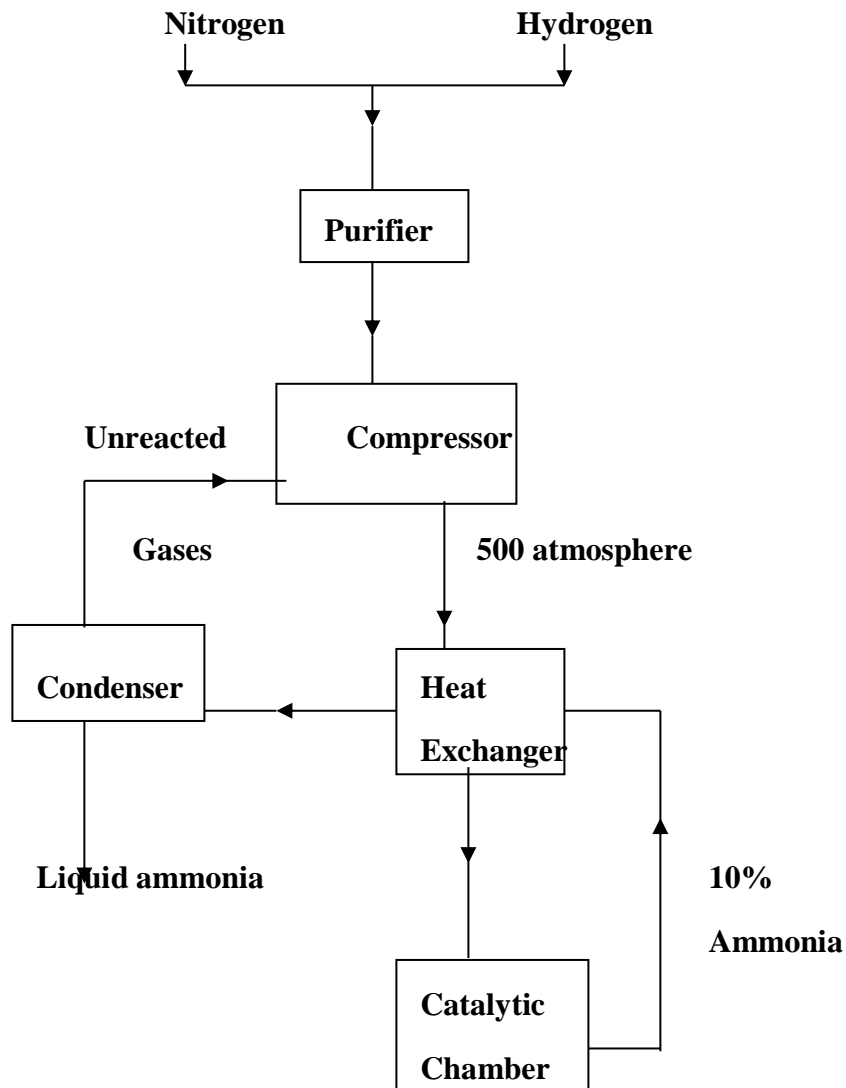 Nitrogen
Hydrogen
Purifier
Unreacted
Compressor
Gases
500 atmosphere
Condenser
Heat
Exchanger
Liquid ammonia
10%
Ammonia
Catalytic
Chamber